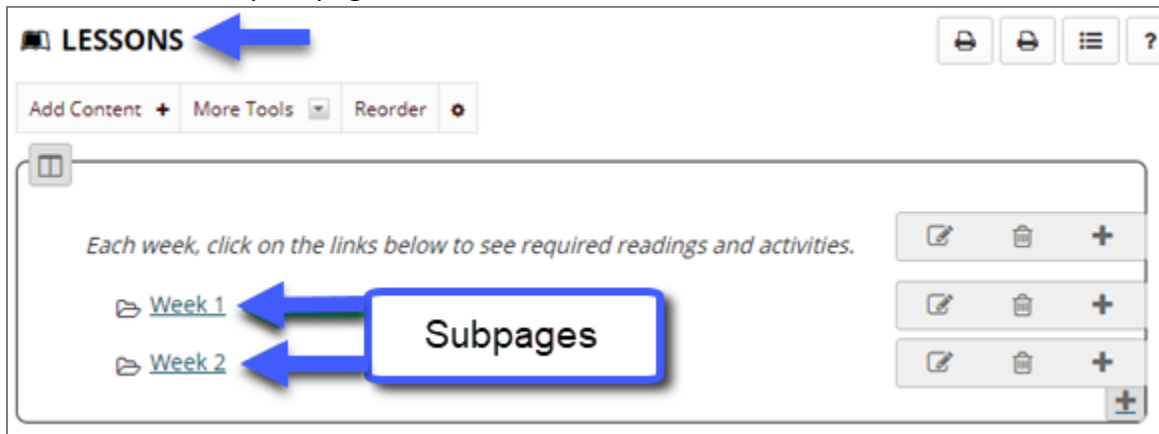 LESSONS
?
Add Content + More Tools Reorder
Each week, click on the links below to see required readings and activities.
Week 1
Subpages
Week 2